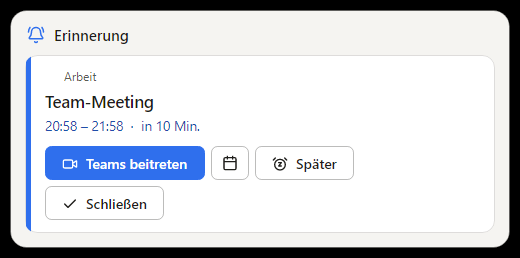 Erinnerung
Arbeit
Team-Meeting
20:58 – 21:58 · in 10 Min.
Teams beitreten Später
Schließen